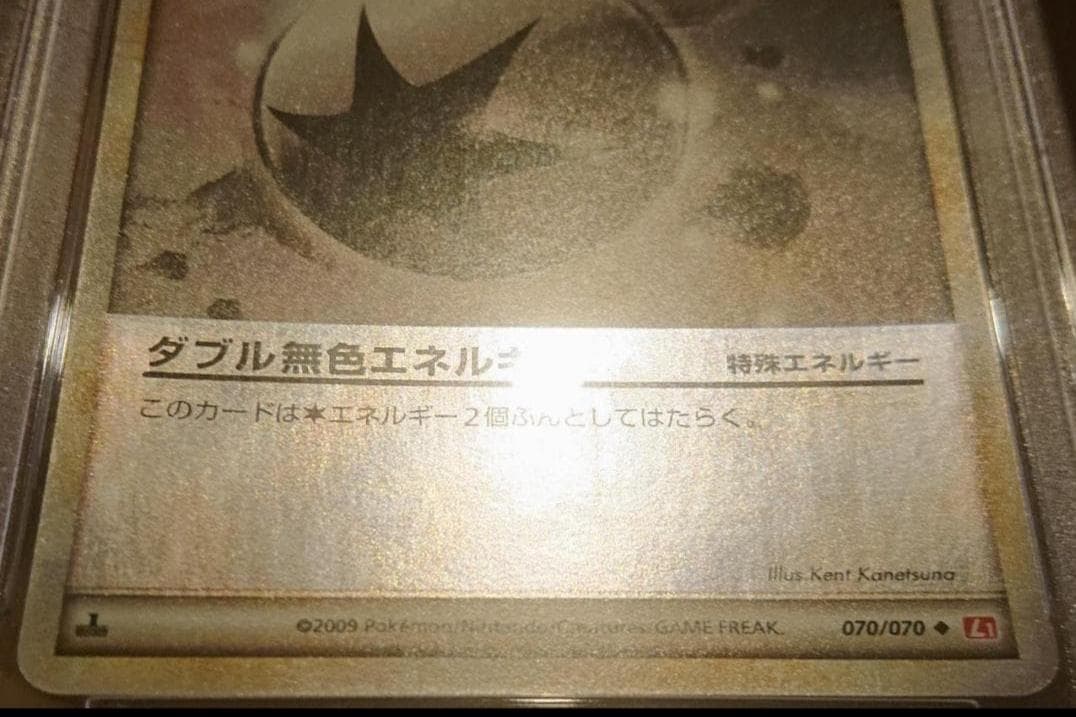 ダブル無色エネル
特殊エネルギー
このカードは✶エネルギー2個ぶんとしてはたらく。
Illus. Kent Kanetsuna
1
©2009 Pokémon/Nintendo/Creatures/GAME FREAK.
070/070 ◆ L1